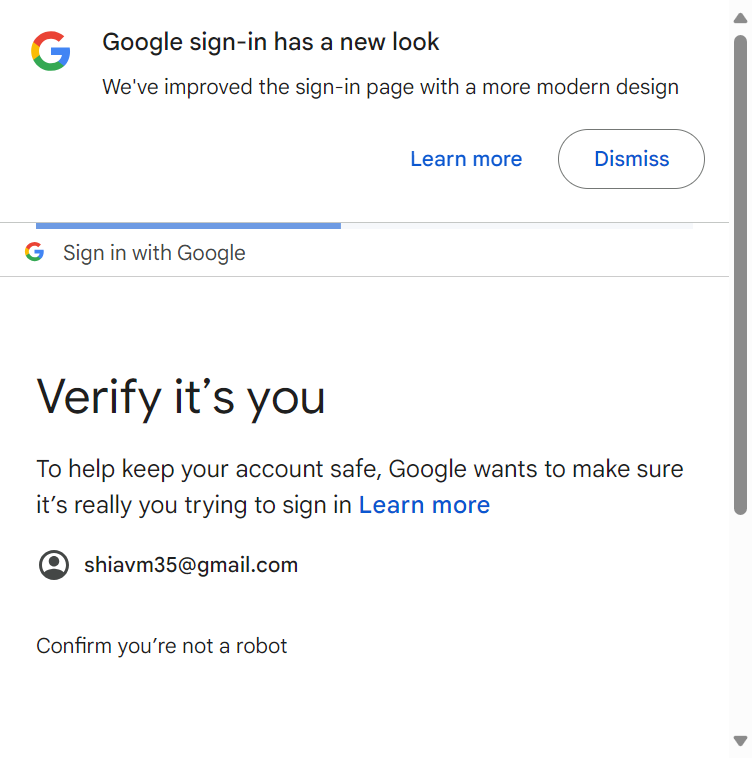 Google sign-in has a new look
We've improved the sign-in page with a more modern design
Learn more
Dismiss
Sign in with Google
Verify it’s you
To help keep your account safe, Google wants to make sure
it’s really you trying to sign in Learn more
shiavm35@gmail.com
Confirm you’re not a robot